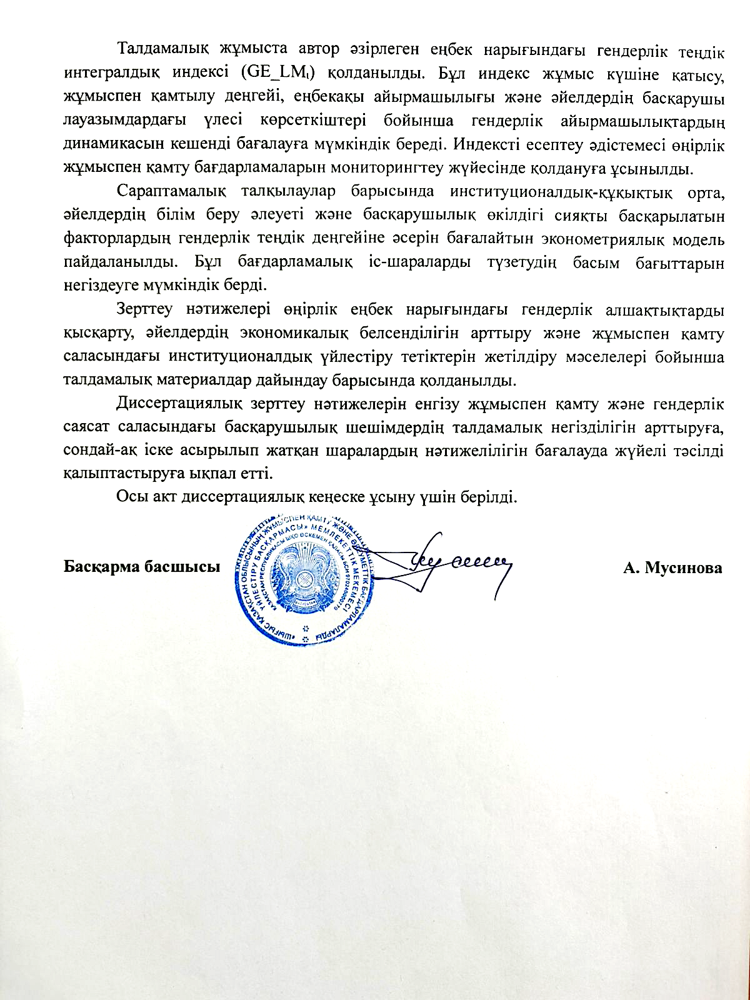 Талдамалық жұмыста автор әзірлеген еңбек нарығындағы гендерлік теңдік
интегралдық индексі (GE_LMₜ) қолданылды. Бұл индекс жұмыс күшіне қатысу,
жұмыспен қамтылу деңгейі, еңбекақы айырмашылығы және әйелдердің басқарушы
лауазымдардағы үлесі көрсеткіштері бойынша гендерлік айырмашылықтардың
динамикасын кешенді бағалауға мүмкіндік береді. Индексті есептеу әдістемесі өңірлік
жұмыспен қамту бағдарламаларын мониторингтеу жүйесінде қолдануға ұсынылды.
Сараптамалық талқылаулар барысында институционалдық-құқықтық орта,
әйелдердің білім беру әлеуеті және басқарушылық өкілдігі сияқты басқарылатын
факторлардың гендерлік теңдік деңгейіне әсерін бағалайтын эконометриялық модель
пайдаланылды. Бұл бағдарламалық іс-шараларды түзетудің басым бағыттарын
негіздеуге мүмкіндік берді.
Зерттеу нәтижелері өңірлік еңбек нарығындағы гендерлік алшақтықтарды
қысқарту, әйелдердің экономикалық белсенділігін арттыру және жұмыспен қамту
саласындағы институционалдық үйлестіру тетіктерін жетілдіру мәселелері бойынша
талдамалық материалдар дайындау барысында қолданылды.
Диссертациялық зерттеу нәтижелерін енгізу жұмыспен қамту және гендерлік
саясат саласындағы басқарушылық шешімдердің талдамалық негізділігін арттыруға,
сондай-ақ іске асырылып жатқан шаралардың нәтижелілігін бағалауда жүйелі тәсілді
қалыптастыруға ықпал етті.
Осы акт диссертациялық кеңеске ұсыну үшін берілді.
Басқарма басшысы
«ШЫҒЫС ҚАЗАҚСТАН ОБЛЫСЫНЫҢ ЖҰМЫСПЕН ҚАМТУ ЖӘНЕ ӘЛЕУМЕТТІК БАҒДАРЛАМАЛАРДЫ
ҮЙЛЕСТІРУ БАСҚАРМАСЫ» МЕМЛЕКЕТТІК МЕКЕМЕСІ
ҚАЗАҚСТАН РЕСПУБЛИКАСЫ ШҚО ӨСКЕМЕН ҚАЛАСЫ БСН
А. Мусинова